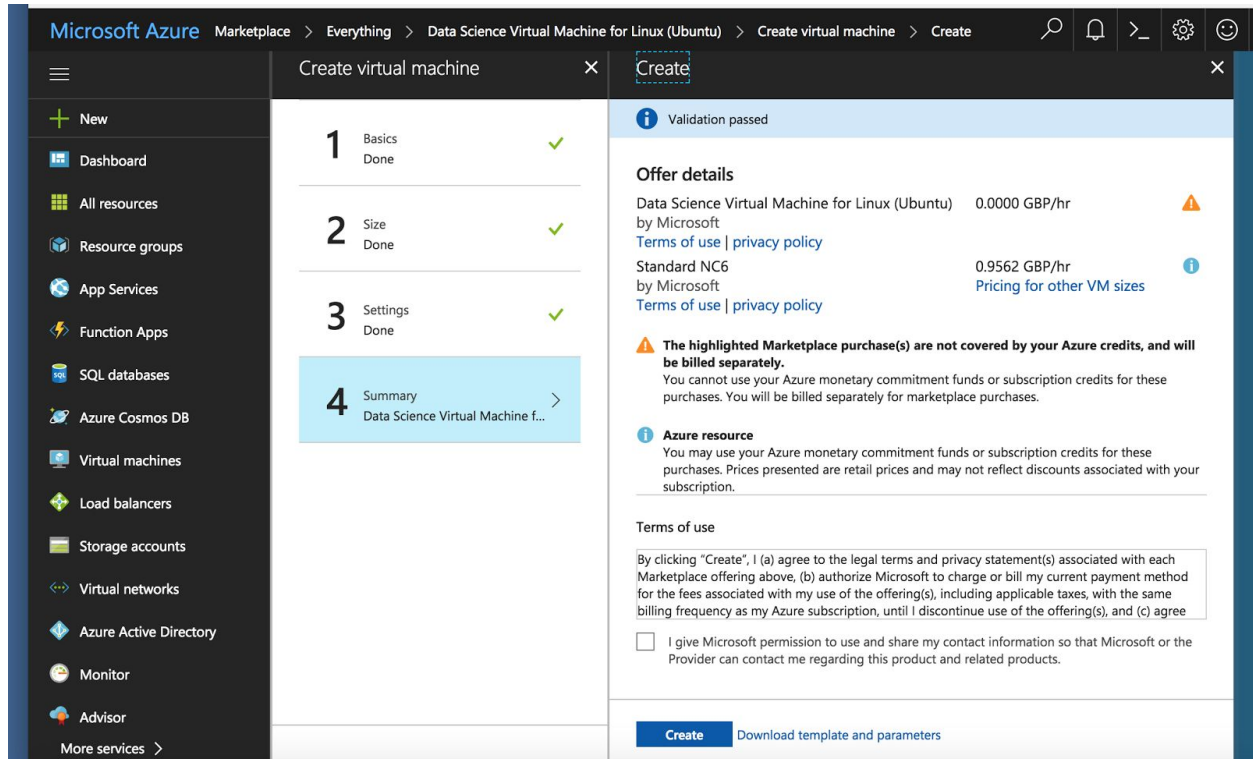 Microsoft Azure Marketplace > Everything > Data Science Virtual Machine for Linux (Ubuntu) > Create virtual machine > Create
New
Dashboard
All resources
Resource groups
App Services
Function Apps
SQL databases
Azure Cosmos DB
Virtual machines
Load balancers
Storage accounts
Virtual networks
Azure Active Directory
Monitor
Advisor
More services >
Create virtual machine
1 Basics
Done
2 Size
Done
3 Settings
Done
4 Summary
Data Science Virtual Machine f...
Create
Validation passed
Offer details
Data Science Virtual Machine for Linux (Ubuntu) 0.0000 GBP/hr
by Microsoft
Terms of use | privacy policy
Standard NC6 0.9562 GBP/hr
by Microsoft Pricing for other VM sizes
Terms of use | privacy policy
The highlighted Marketplace purchase(s) are not covered by your Azure credits, and will
be billed separately.
You cannot use your Azure monetary commitment funds or subscription credits for these
purchases. You will be billed separately for marketplace purchases.
Azure resource
You may use your Azure monetary commitment funds or subscription credits for these
purchases. Prices presented are retail prices and may not reflect discounts associated with your
subscription.
Terms of use
By clicking “Create”, I (a) agree to the legal terms and privacy statement(s) associated with each
Marketplace offering above, (b) authorize Microsoft to charge or bill my current payment method
for the fees associated with my use of the offering(s), including applicable taxes, with the same
billing frequency as my Azure subscription, until I discontinue use of the offering(s), and (c) agree
I give Microsoft permission to use and share my contact information so that Microsoft or the
Provider can contact me regarding this product and related products.
Create Download template and parameters